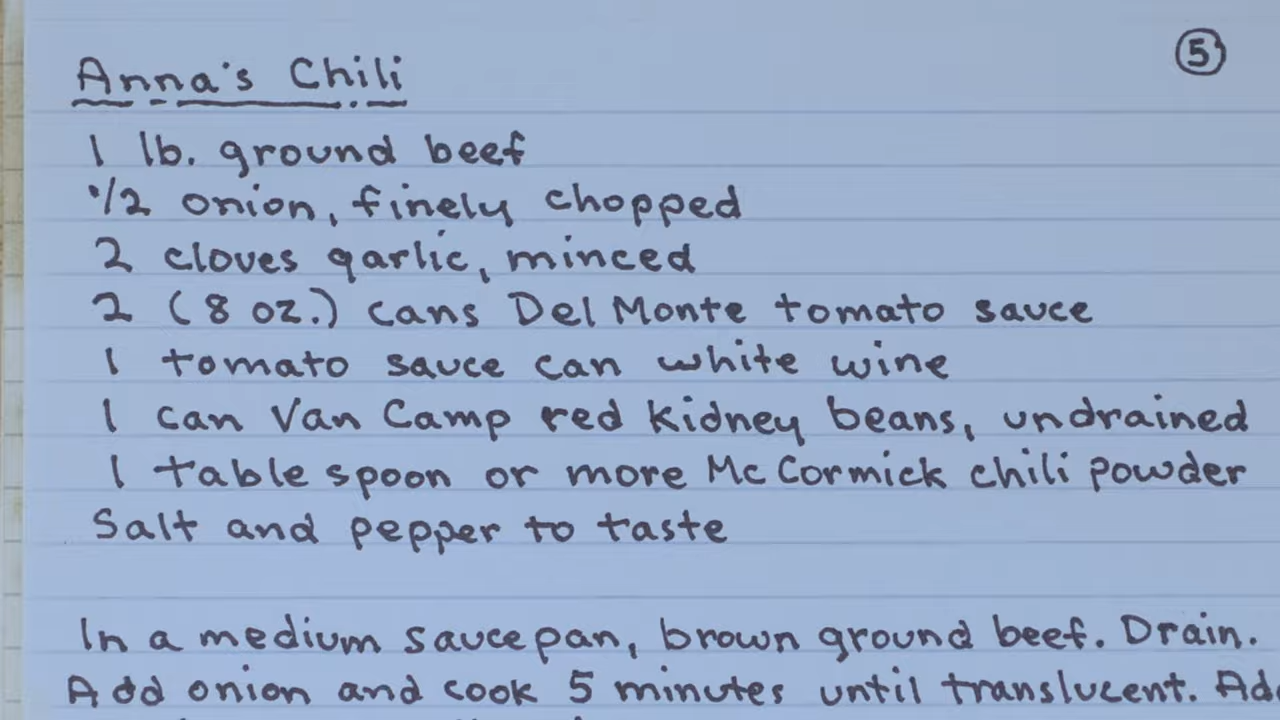 Anna's Chili
5
1 lb. ground beef
1/2 onion, finely chopped
2 cloves garlic, minced
2 (8 oz.) cans Del Monte tomato sauce
1 tomato sauce can white wine
1 can Van Camp red kidney beans, undrained
1 tablespoon or more McCormick chili powder
Salt and pepper to taste
In a medium saucepan, brown ground beef. Drain.
Add onion and cook 5 minutes until translucent.